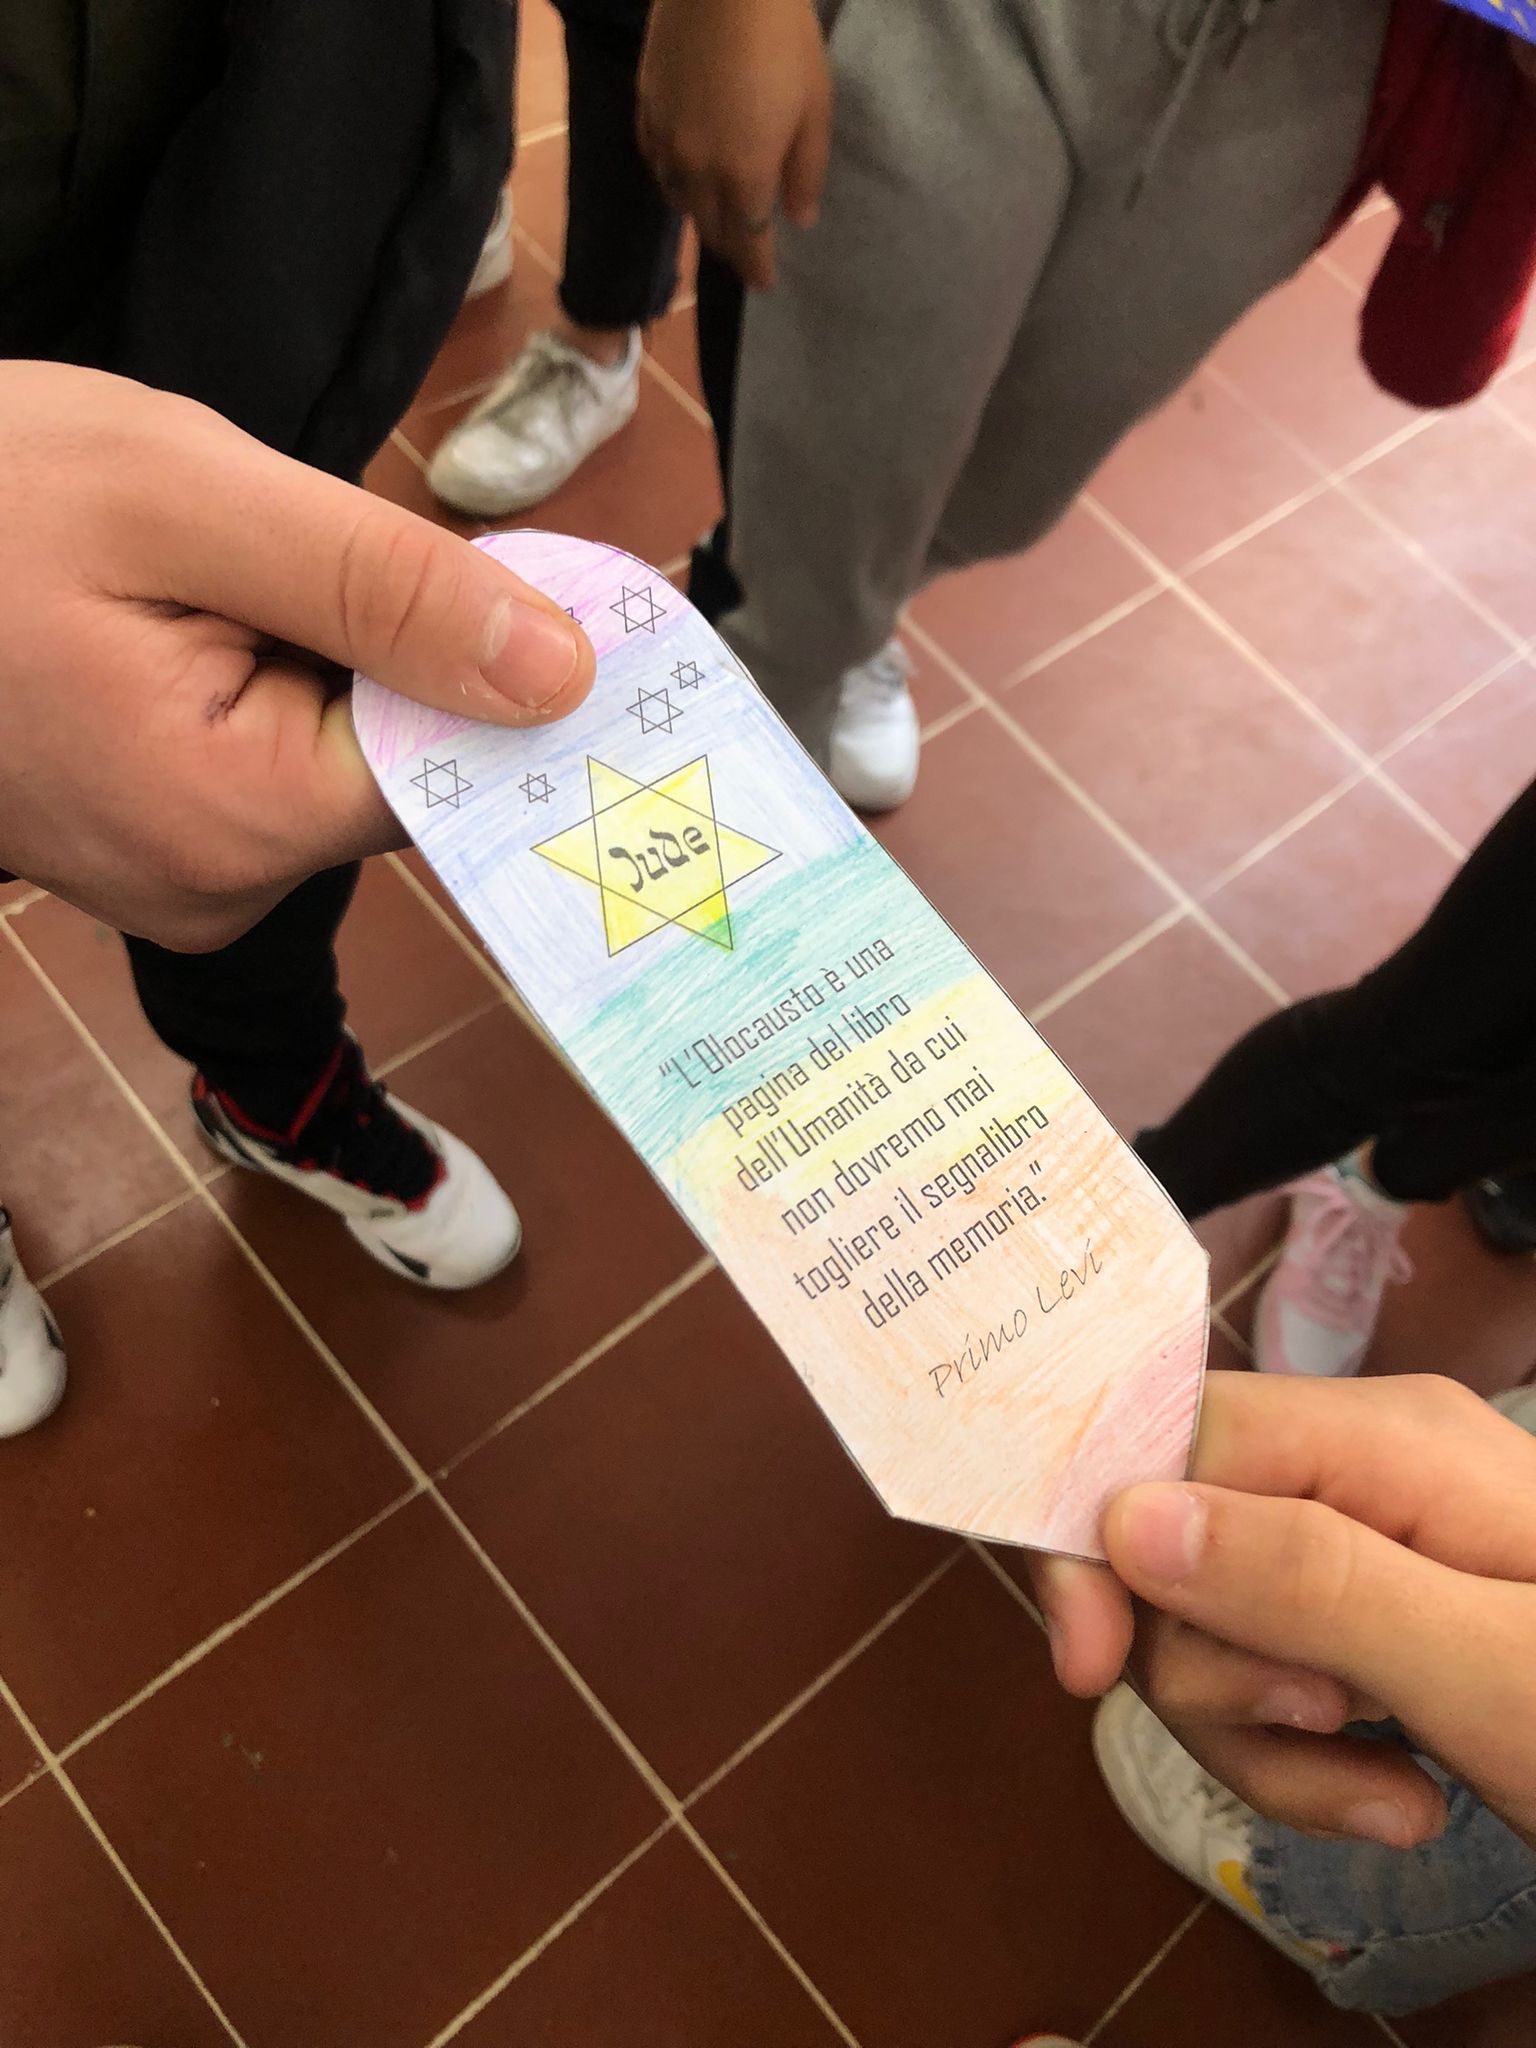 Jude
"L'Olocausto è una
pagina del libro
dell'Umanità da cui
non dovremo mai
togliere il segnalibro
della memoria."
Primo Levi